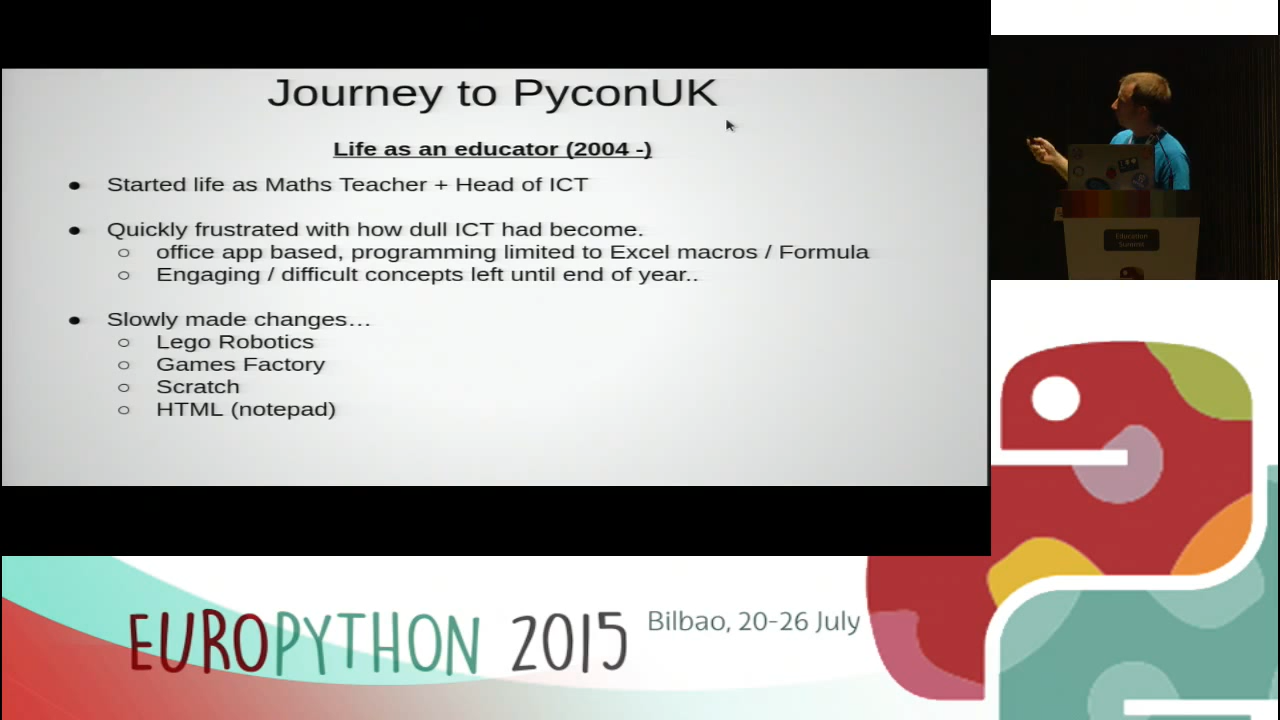 Journey to PyconUK
Life as an educator (2004 -)
● Started life as Maths Teacher + Head of ICT
● Quickly frustrated with how dull ICT had become.
○ office app based, programming limited to Excel macros / Formula
○ Engaging / difficult concepts left until end of year..
● Slowly made changes…
○ Lego Robotics
○ Games Factory
○ Scratch
○ HTML (notepad)
Education
Summit
EUROPYTHON 2015
Bilbao, 20-26 July